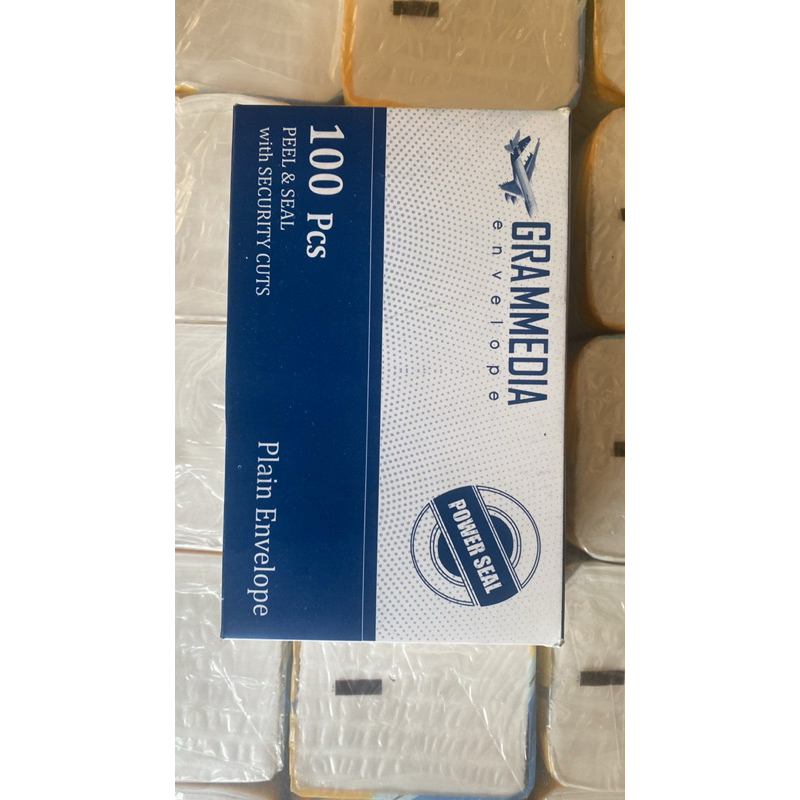 GRAMMEDIA
envelope
POWER SEAL
100 Pcs
PEEL & SEAL
with SECURITY CUTS
Plain Envelope